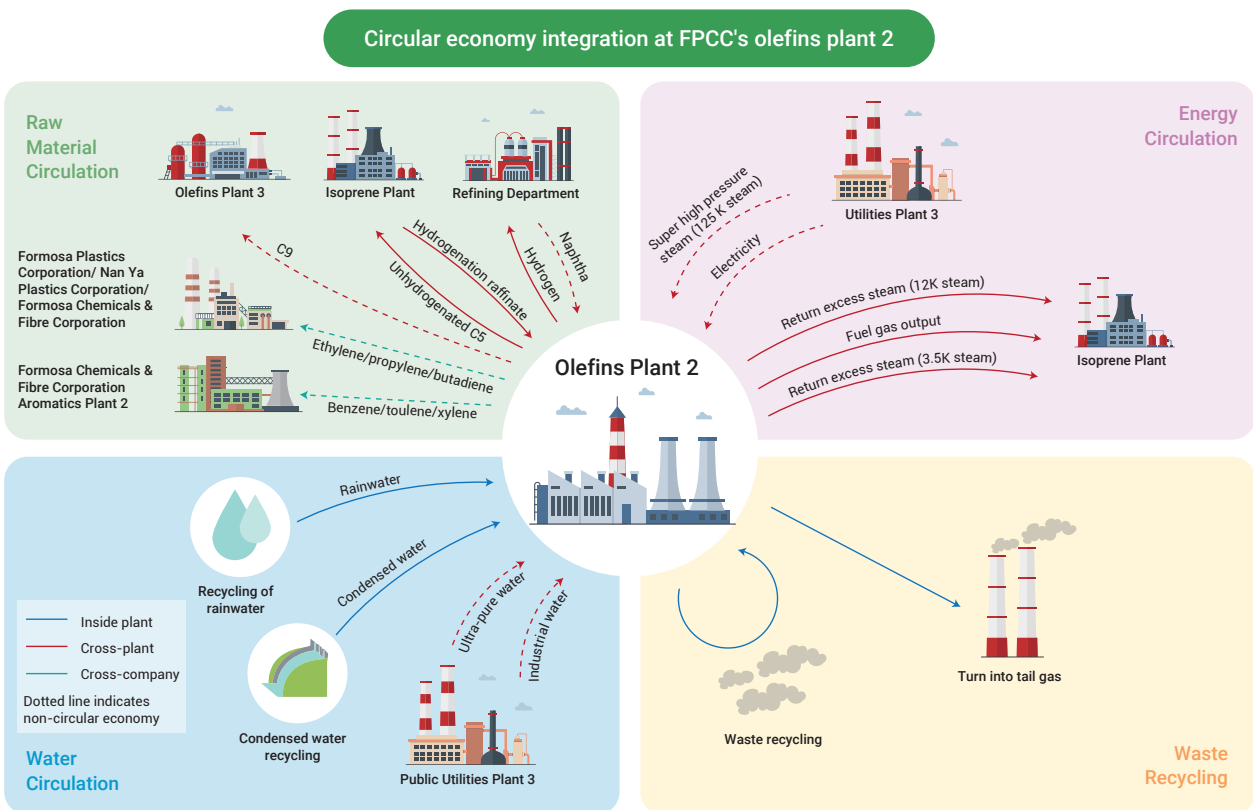 Circular economy integration at FPCC's olefins plant 2
Raw
Material
Circulation
Olefins Plant 3
Isoprene Plant
Refining Department
Formosa Plastics
Corporation/ Nan Ya
Plastics Corporation/
Formosa Chemicals &
Fibre Corporation
Formosa Chemicals &
Fibre Corporation
Aromatics Plant 2
C9
Unhydrogenated C5
Hydrogenation raffinate
Hydrogen
Naphtha
Ethylene/propylene/butadiene
Benzene/toulene/xylene
Energy
Circulation
Utilities Plant 3
Super high pressure
steam (125 K steam)
Electricity
Return excess steam (12K steam)
Fuel gas output
Return excess steam (3.5K steam)
Isoprene Plant
Olefins Plant 2
Rainwater
Recycling of
rainwater
Condensed water
Condensed water
recycling
Ultra-pure water
Industrial water
Public Utilities Plant 3
Inside plant
Cross-plant
Cross-company
Dotted line indicates
non-circular economy
Water
Circulation
Waste recycling
Turn into tail gas
Waste
Recycling